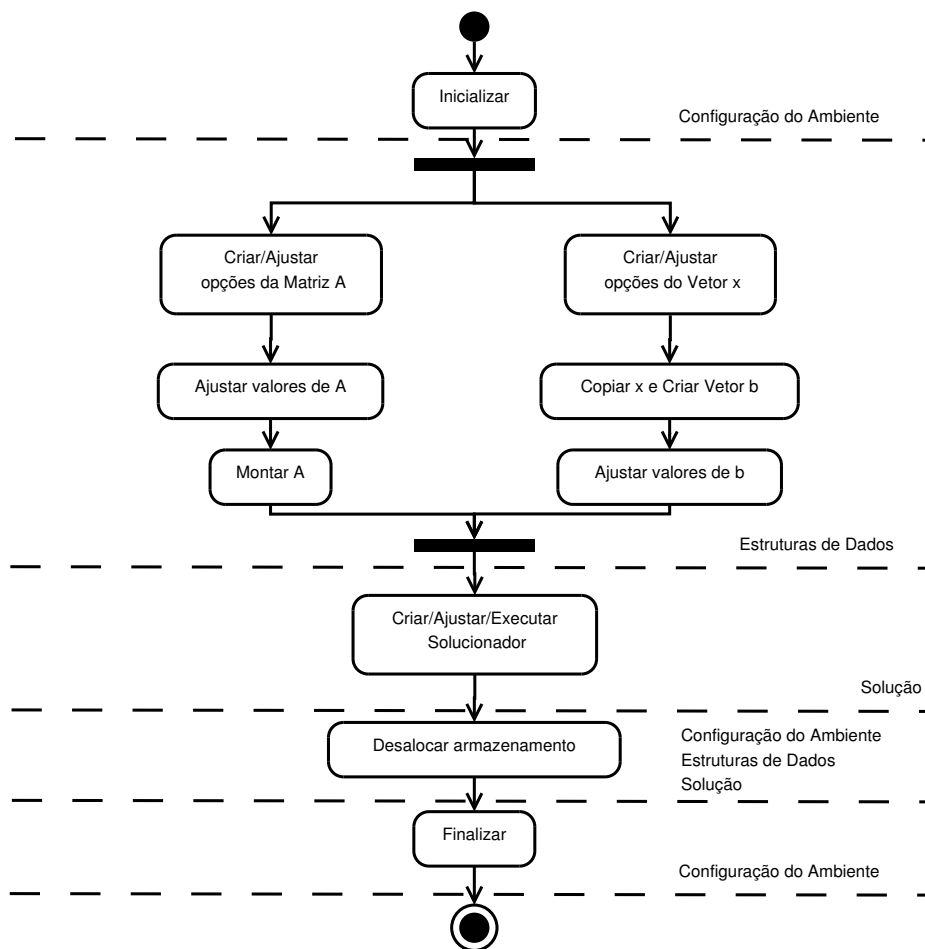 Inicializar
Configuração do Ambiente
Criar/Ajustar
opções da Matriz A
Criar/Ajustar
opções do Vetor x
Ajustar valores de A
Copiar x e Criar Vetor b
Montar A
Ajustar valores de b
Estruturas de Dados
Criar/Ajustar/Executar
Solucionador
Solução
Desalocar armazenamento
Configuração do Ambiente
Estruturas de Dados
Solução
Finalizar
Configuração do Ambiente